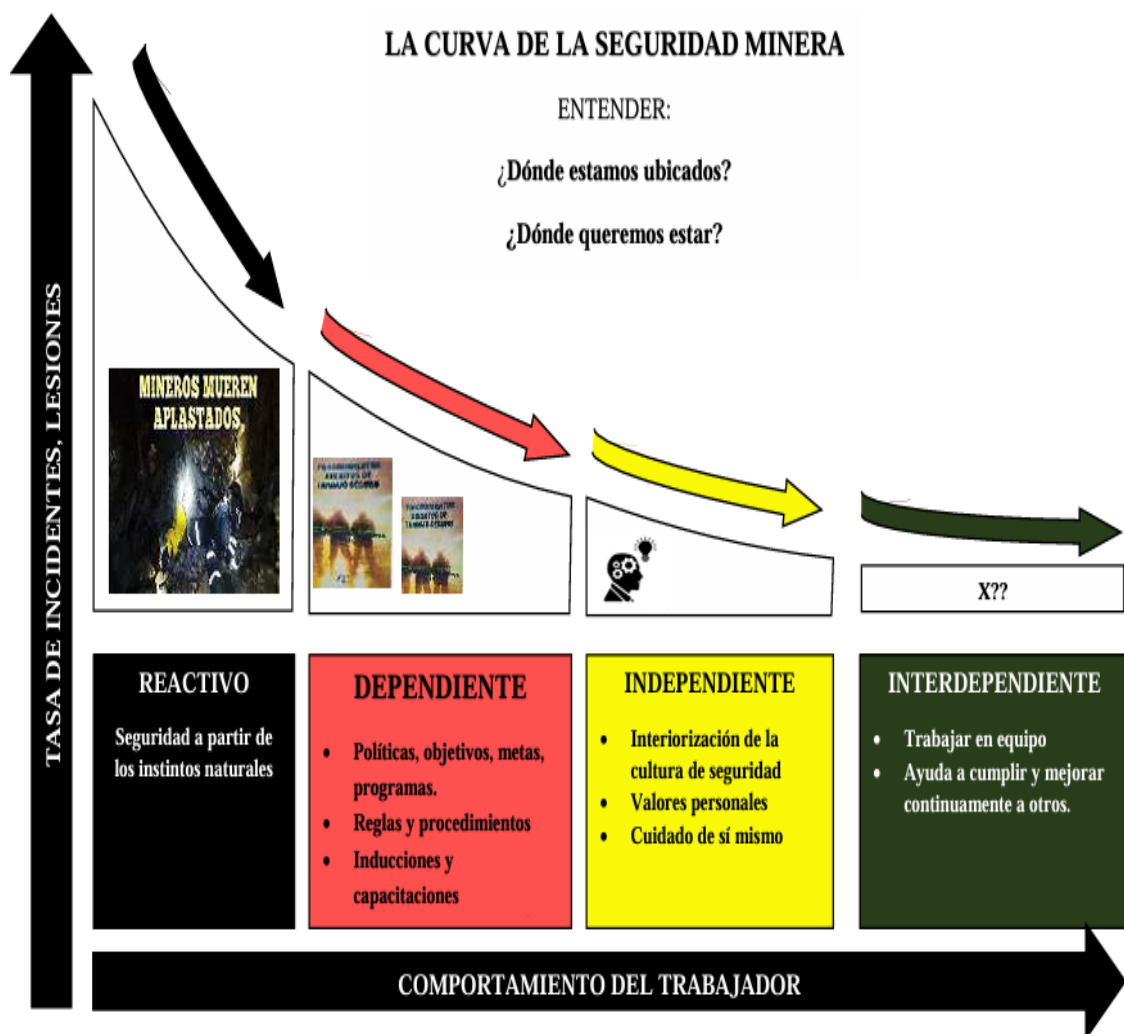 LA CURVA DE LA SEGURIDAD MINERA
ENTENDER:
¿Dónde estamos ubicados?
¿Dónde queremos estar?
TASA DE INCIDENTES, LESIONES
MINEROS MUEREN
APLASTADOS,
TRABAJO SEGURO
X??
REACTIVO
Seguridad a partir de
los instintos naturales
DEPENDIENTE
• Políticas, objetivos, metas,
programas.
• Reglas y procedimientos
• Inducciones y
capacitaciones
INDEPENDIENTE
• Interiorización de la
cultura de seguridad
• Valores personales
• Cuidado de sí mismo
INTERDEPENDIENTE
• Trabajar en equipo
• Ayuda a cumplir y mejorar
continuamente a otros.
COMPORTAMIENTO DEL TRABAJADOR